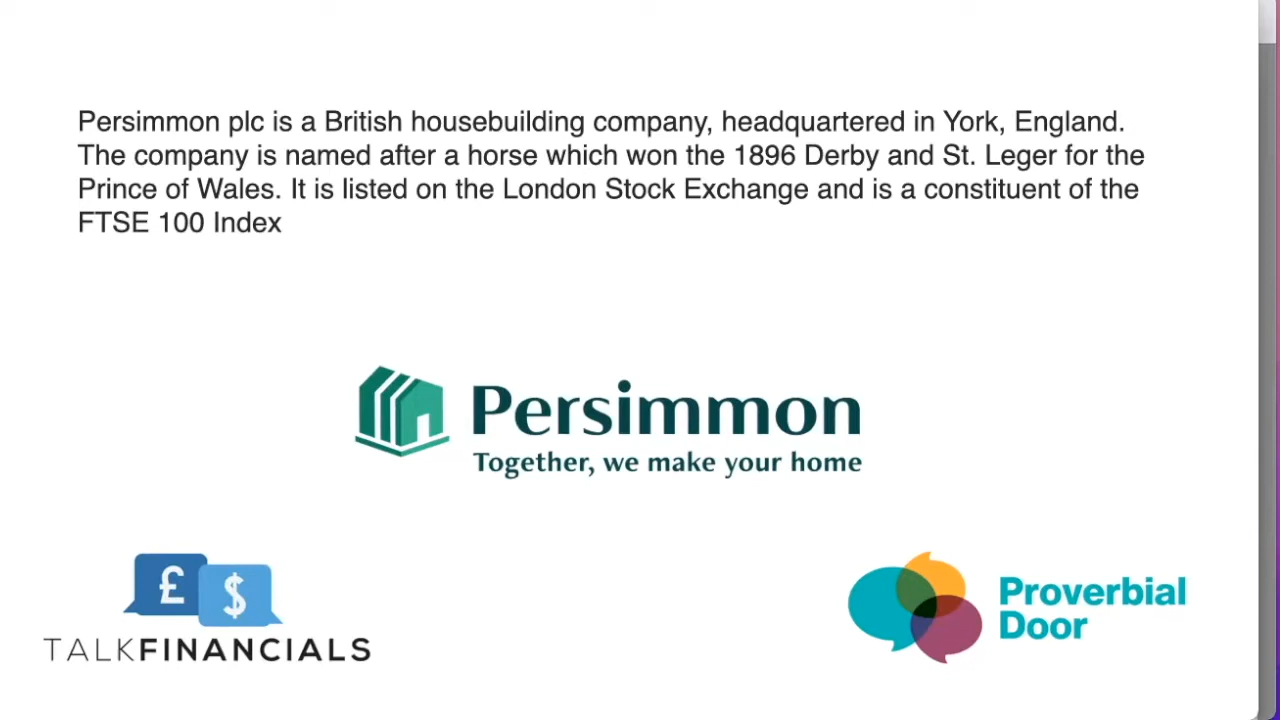 Persimmon plc is a British housebuilding company, headquartered in York, England.
The company is named after a horse which won the 1896 Derby and St. Leger for the
Prince of Wales. It is listed on the London Stock Exchange and is a constituent of the
FTSE 100 Index
Persimmon
Together, we make your home
£ $
TALKFINANCIALS
Proverbial
Door